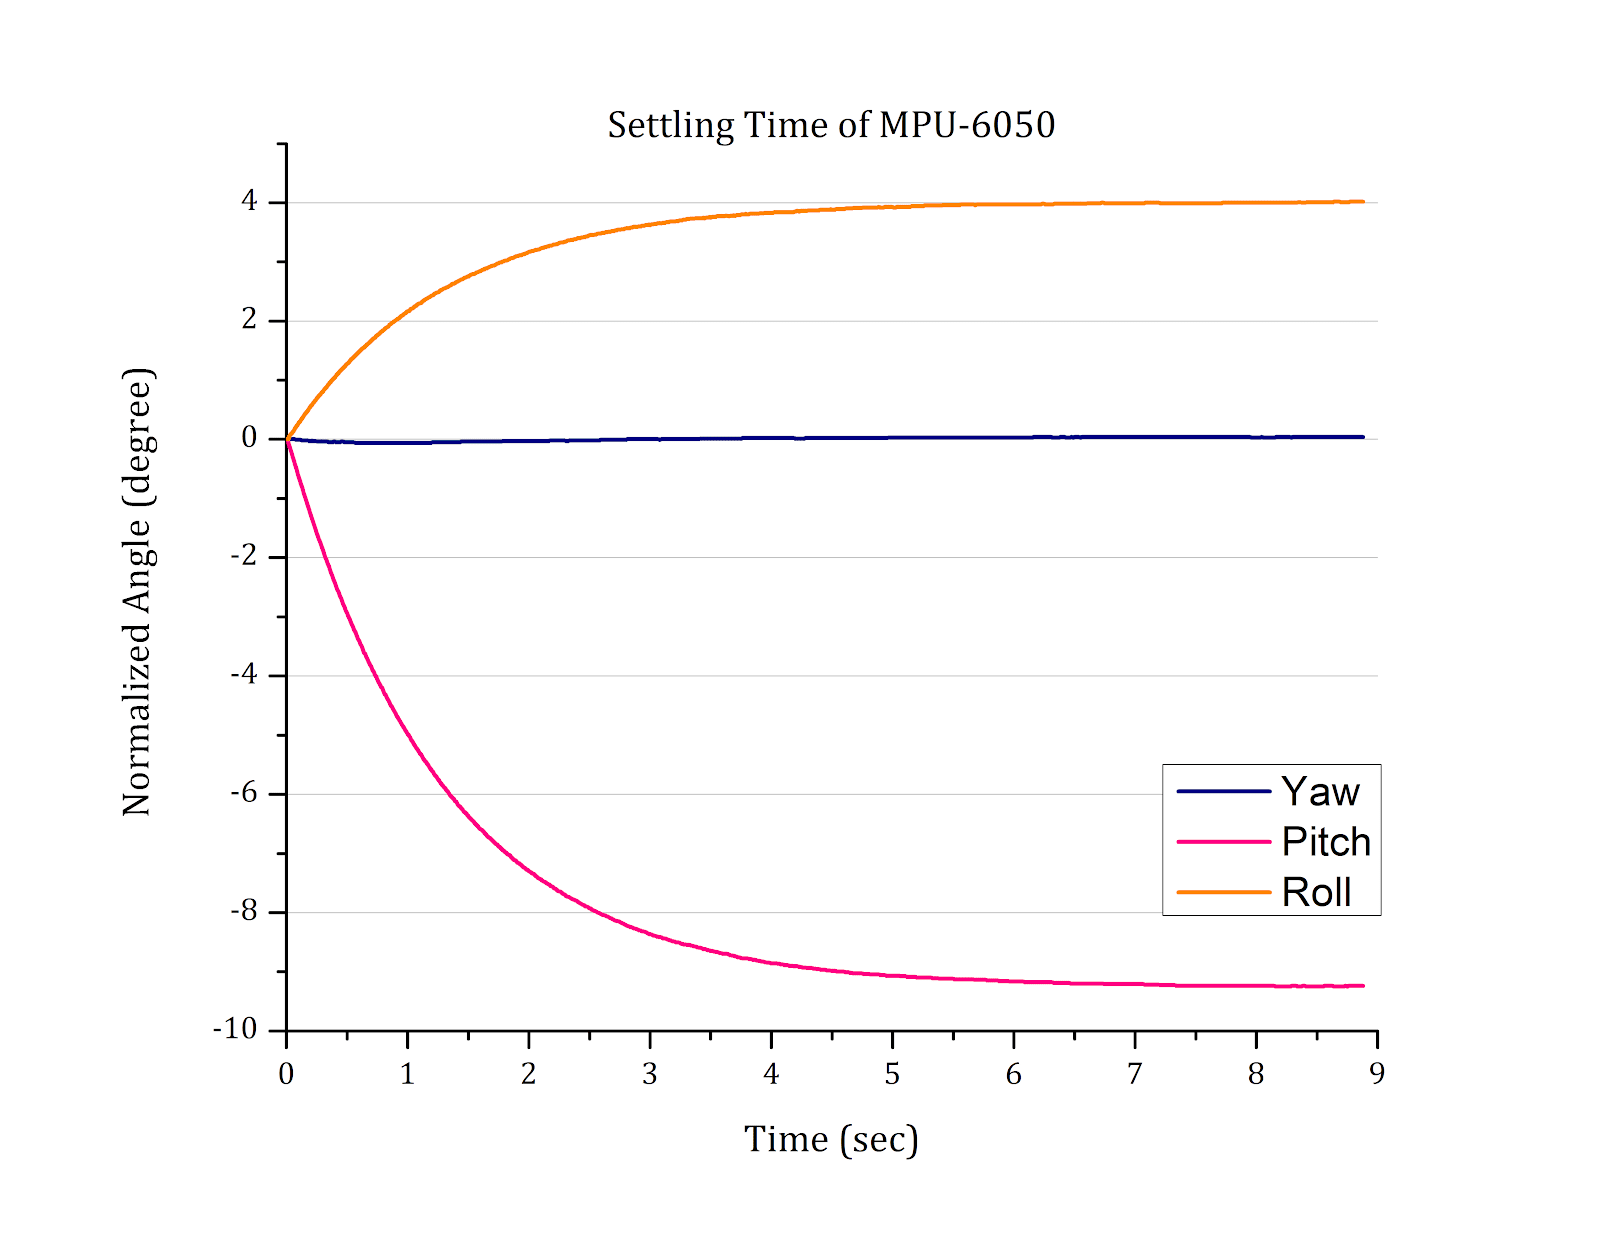 Settling Time of MPU-6050
Normalized Angle (degree)
4
2
0
-2
-4
-6
-8
-10
Yaw
Pitch
Roll
0 1 2 3 4 5 6 7 8 9
Time (sec)